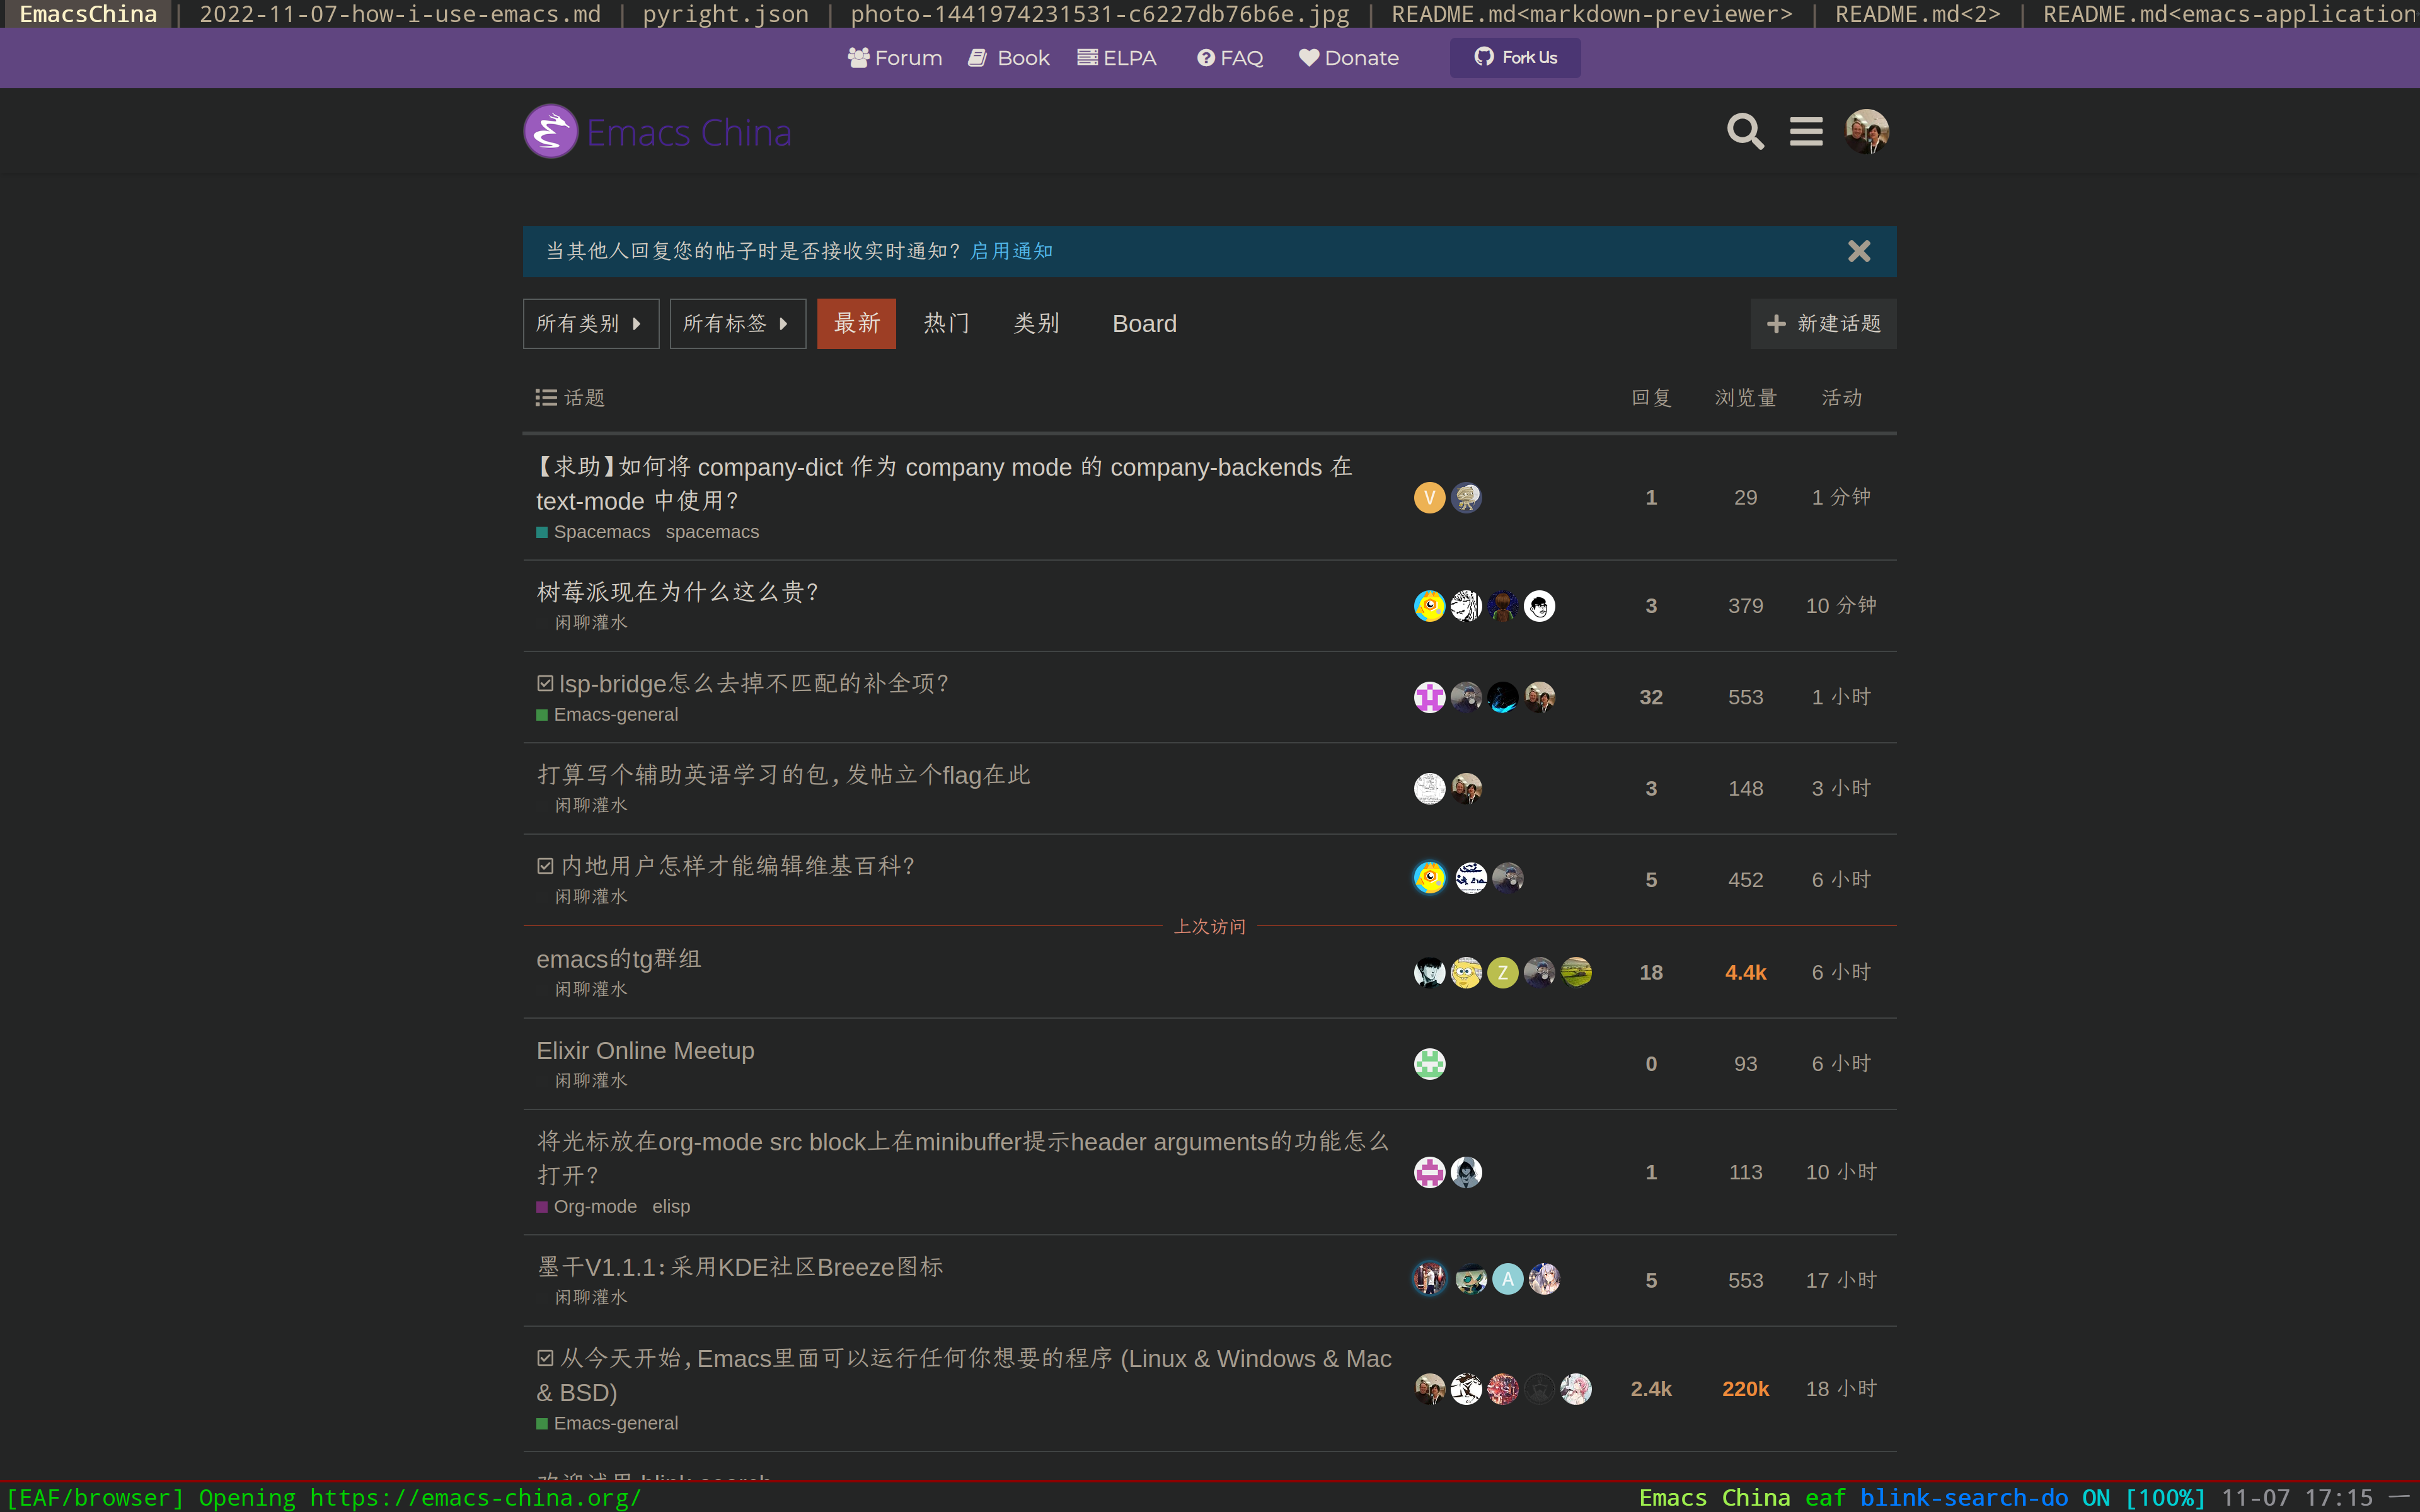 EmacsChina | 2022-11-07-how-i-use-emacs.md | pyright.json | photo-1441974231531-c6227db76b6e.jpg | README.md<markdown-previewer> | README.md<2> | README.md<emacs-application
Forum Book ELPA FAQ Donate Fork Us
Emacs China
当其他人回复您的帖子时是否接收实时通知？启用通知
所有类别 所有标签 最新 热门 类别 Board 新建话题
话题 回复 浏览量 活动
【求助】如何将 company-dict 作为 company mode 的 company-backends 在
text-mode 中使用？
V 1 29 1 分钟
Spacemacs spacemacs
树莓派现在为什么这么贵？
3 379 10 分钟
闲聊灌水
lsp-bridge怎么去掉不匹配的补全项？
32 553 1 小时
Emacs-general
打算写个辅助英语学习的包，发帖立个flag在此
3 148 3 小时
闲聊灌水
内地用户怎样才能编辑维基百科？
5 452 6 小时
闲聊灌水
上次访问
emacs的tg群组
Z 18 4.4k 6 小时
闲聊灌水
Elixir Online Meetup
0 93 6 小时
闲聊灌水
将光标放在org-mode src block上在minibuffer提示header arguments的功能怎么
打开？
1 113 10 小时
Org-mode elisp
墨干V1.1.1：采用KDE社区Breeze图标
A 5 553 17 小时
闲聊灌水
从今天开始，Emacs里面可以运行任何你想要的程序 (Linux & Windows & Mac
& BSD)
2.4k 220k 18 小时
Emacs-general
欢迎试用 blink-search
[EAF/browser] Opening https://emacs-china.org/ Emacs China eaf blink-search-do ON [100%] 11-07 17:15 一